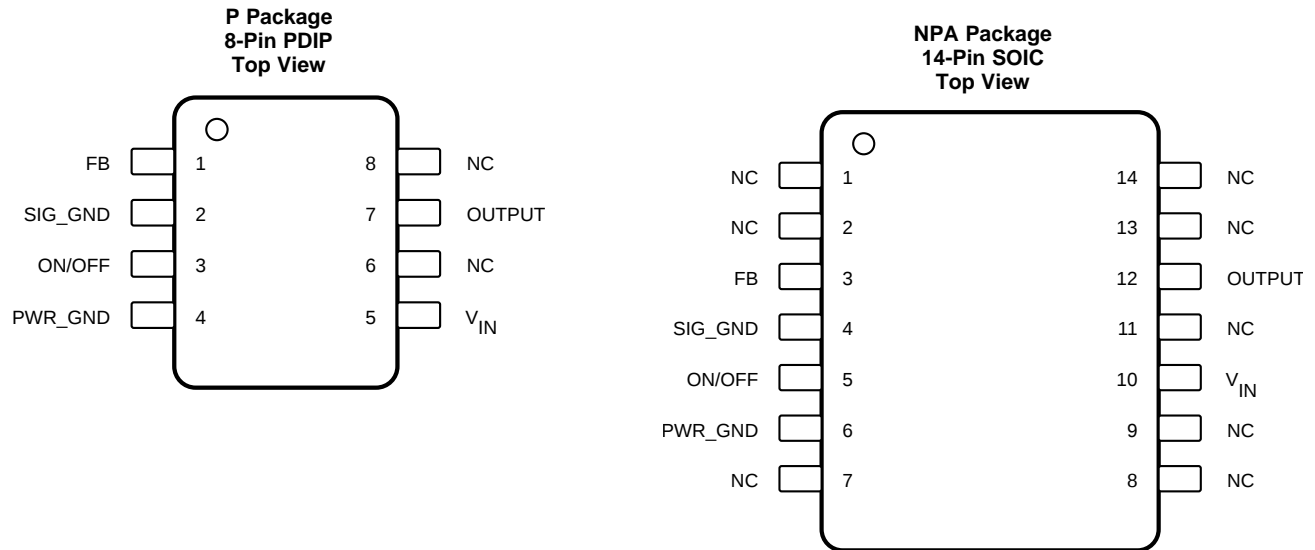 P Package
8-Pin PDIP
Top View
FB 1 8 NC
SIG_GND 2 7 OUTPUT
ON/OFF 3 6 NC
PWR_GND 4 5 VIN
NPA Package
14-Pin SOIC
Top View
NC 1 14 NC
NC 2 13 NC
FB 3 12 OUTPUT
SIG_GND 4 11 NC
ON/OFF 5 10 VIN
PWR_GND 6 9 NC
NC 7 8 NC